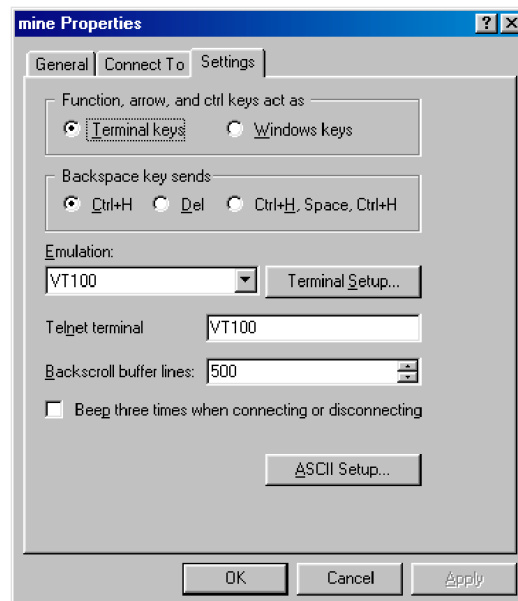 mine Properties
General Connect To Settings
Function, arrow, and ctrl keys act as
Terminal keys Windows keys
Backspace key sends
Ctrl+H Del Ctrl+H, Space, Ctrl+H
Emulation:
VT100 Terminal Setup...
Telnet terminal VT100
Backscroll buffer lines: 500
Beep three times when connecting or disconnecting
ASCII Setup...
OK Cancel Apply